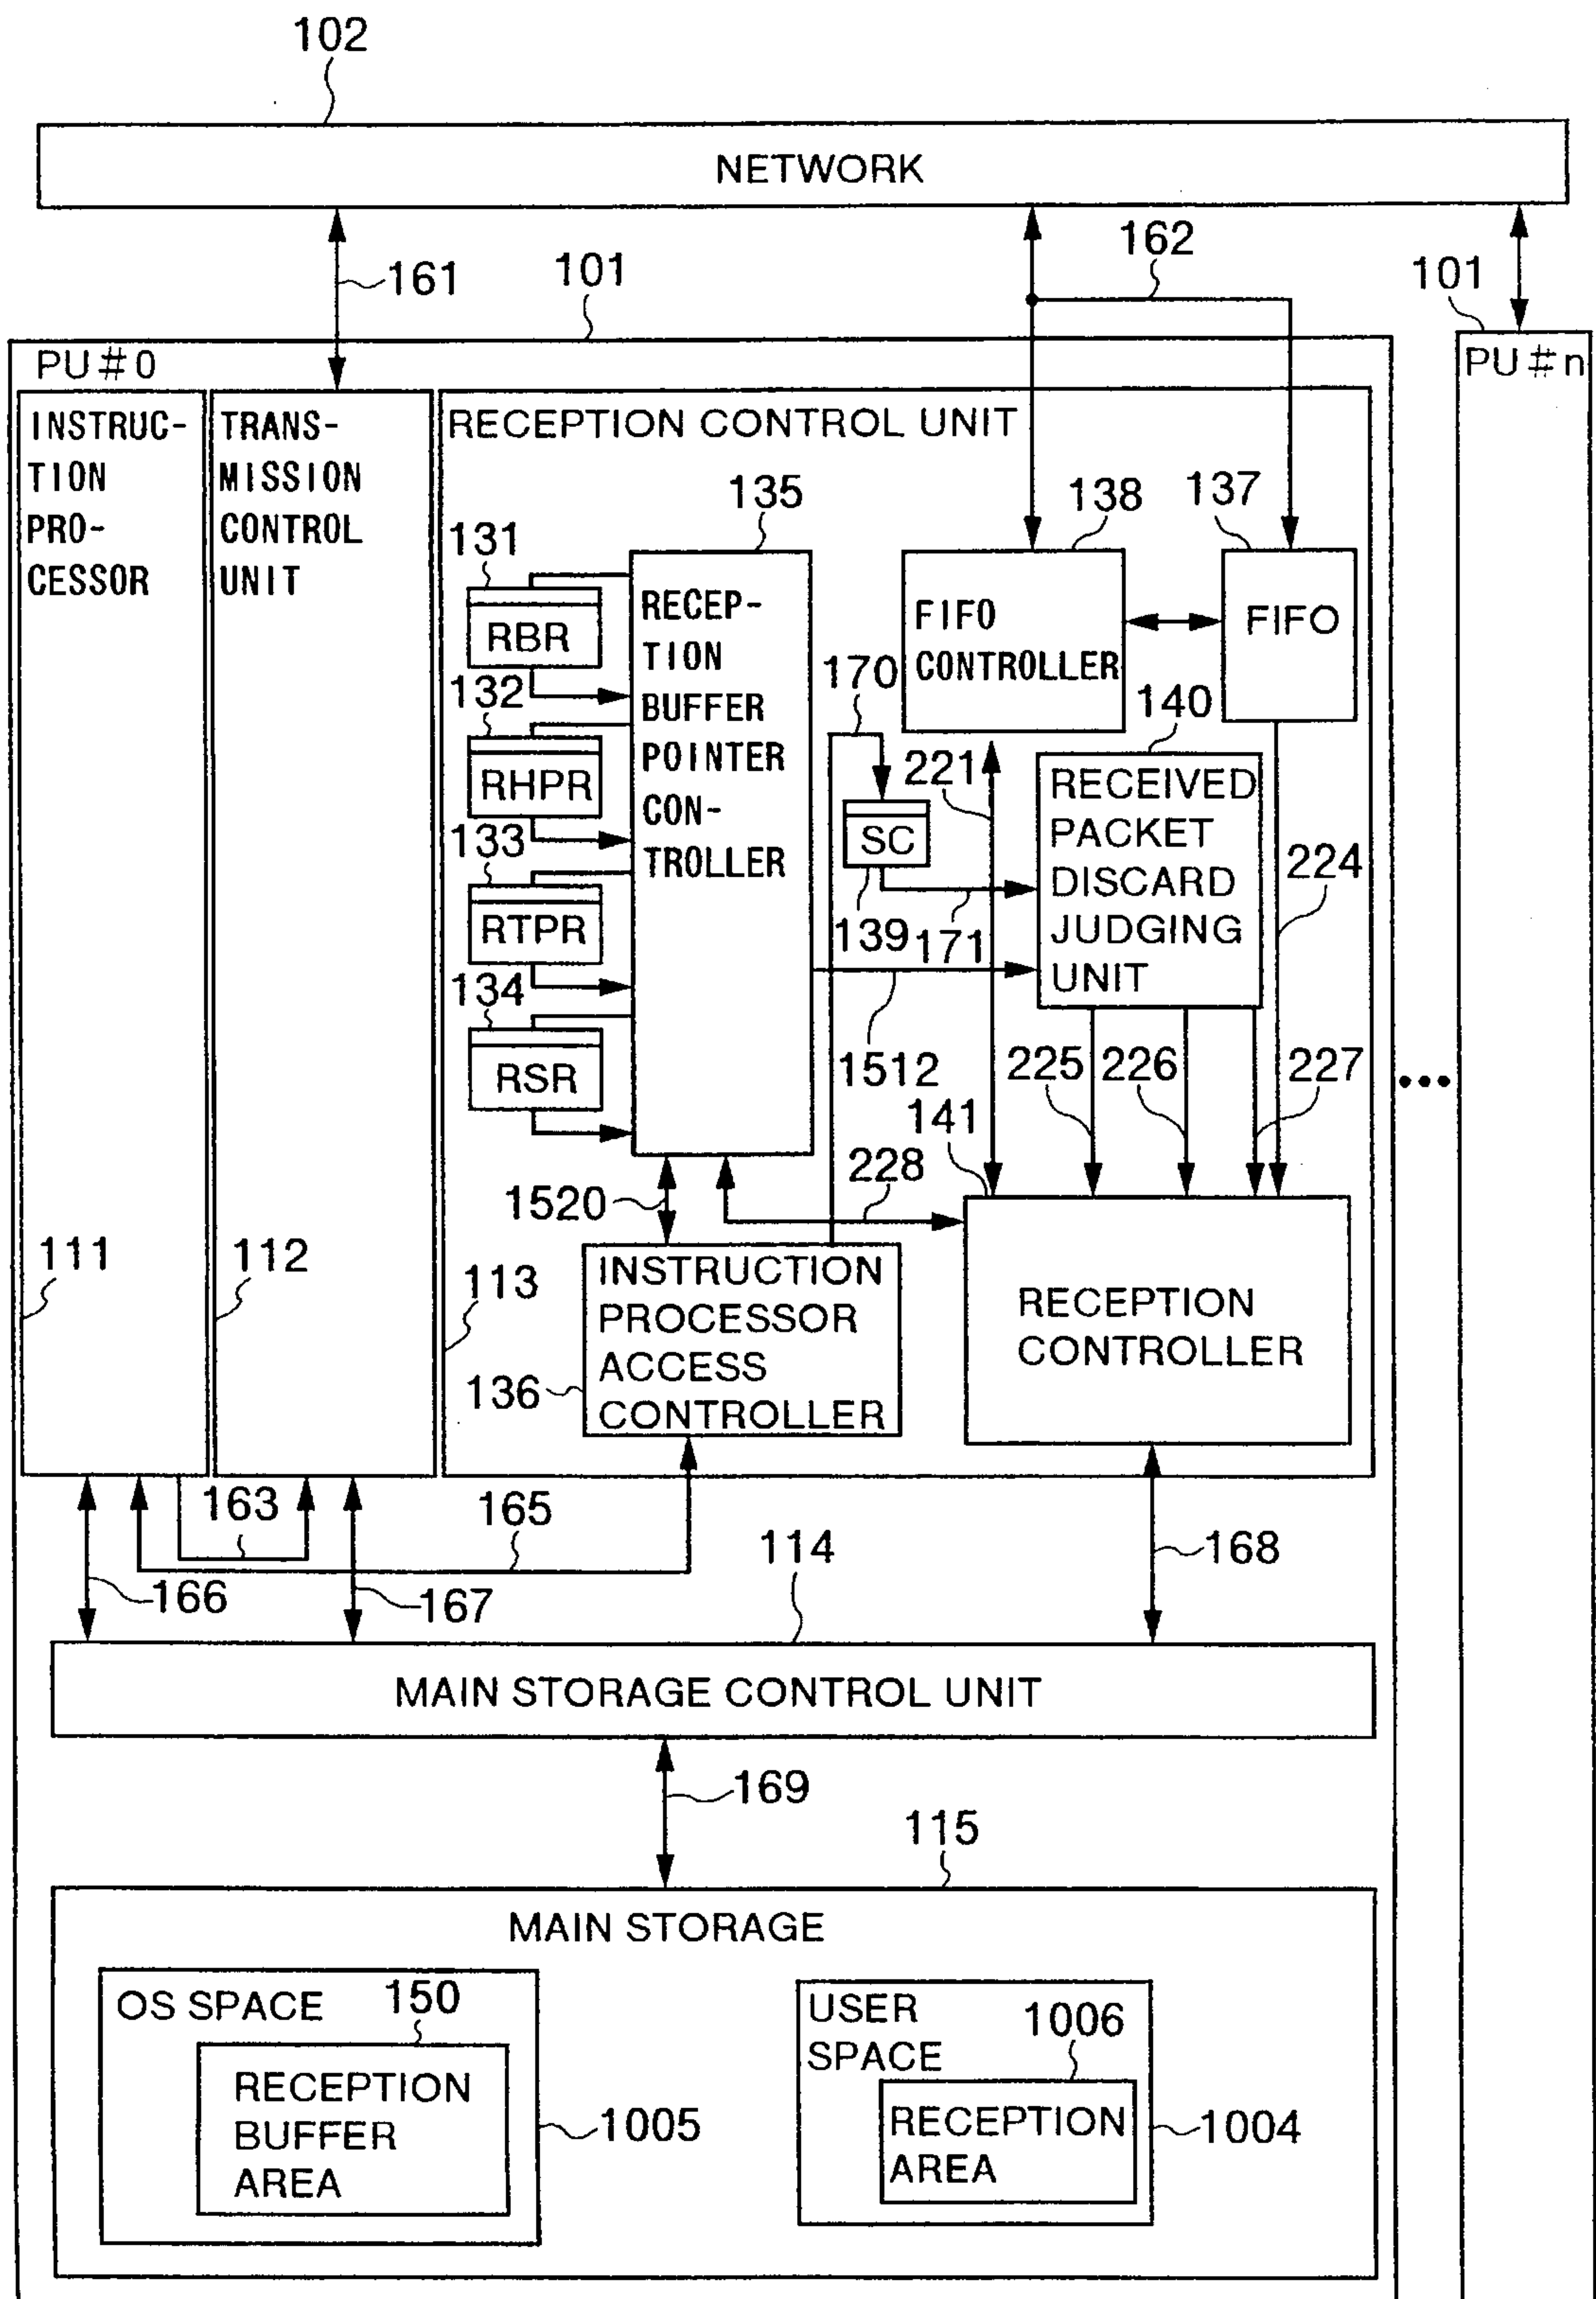 102
NETWORK
161
101
162
101
PU#0
PU#n
INSTRUC-
TION
PRO-
CESSOR
TRANS-
MISSION
CONTROL
UNIT
RECEPTION CONTROL UNIT
135
138
137
131
RBR
132
RHPR
133
RTPR
134
RSR
RECEP-
TION
BUFFER
POINTER
CON-
TROLLER
FIFO
CONTROLLER
FIFO
170
140
221
SC
139
171
RECEIVED
PACKET
DISCARD
JUDGING
UNIT
224
1512
225
226
227
141
228
1520
111
112
113
136
INSTRUCTION
PROCESSOR
ACCESS
CONTROLLER
RECEPTION
CONTROLLER
163
165
166
167
114
168
MAIN STORAGE CONTROL UNIT
169
115
MAIN STORAGE
OS SPACE
150
RECEPTION
BUFFER
AREA
1005
USER
SPACE
1006
RECEPTION
AREA
1004